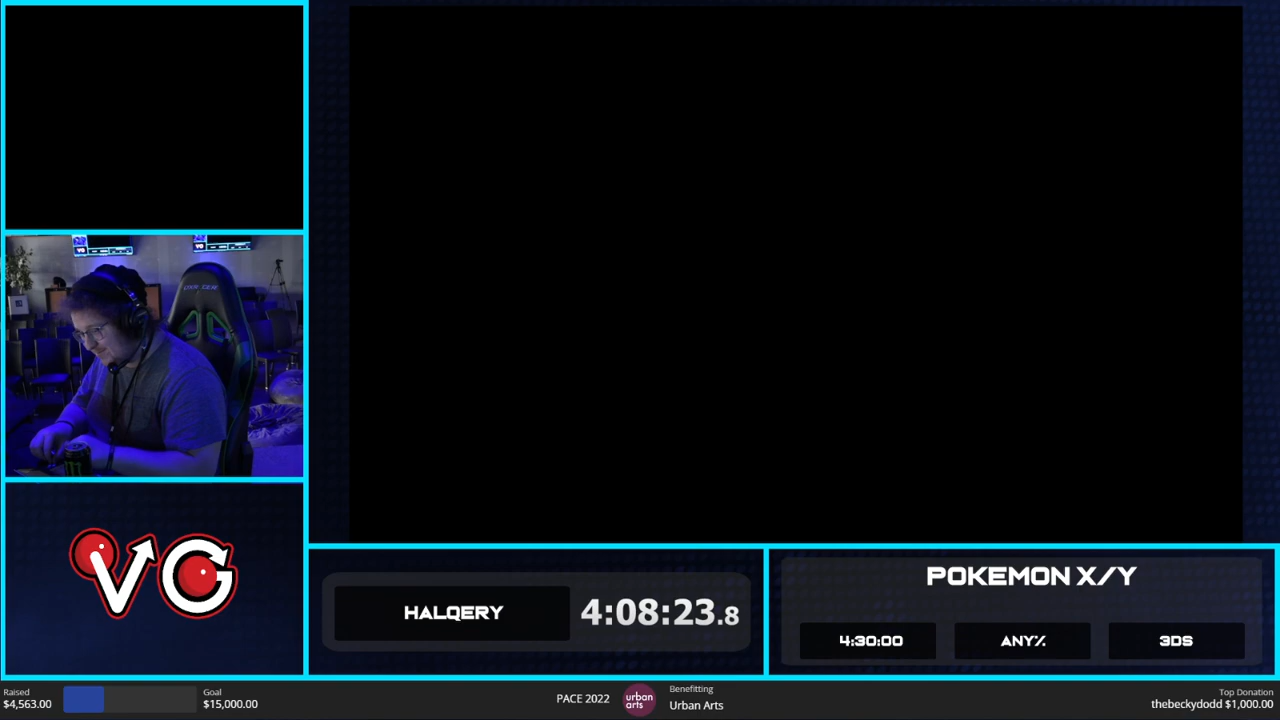 VG
HALQERY
4:08:23.8
POKEMON X/Y
4:30:00
ANY%
3DS
Raised
$4,563.00
Goal
$15,000.00
PACE 2022
urban
arts
Benefitting
Urban Arts
Top Donation
thebeckydodd $1,000.00